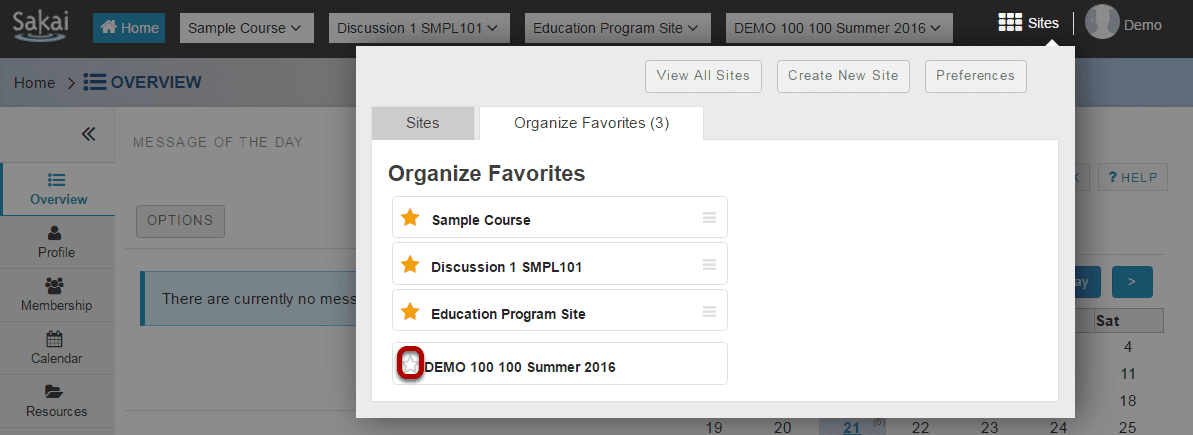 Sakai
Home
Sample Course
Discussion 1 SMPL101
Education Program Site
DEMO 100 100 Summer 2016
Sites
Demo
Home
OVERVIEW
View All Sites
Create New Site
Preferences
Sites
Organize Favorites (3)
MESSAGE OF THE DAY
Organize Favorites
K
? HELP
Overview
Sample Course
OPTIONS
Profile
Discussion 1 SMPL101
Membership
There are currently no mess
ay
>
Education Program Site
Sat
Calendar
DEMO 100 100 Summer 2016
4
11
Resources
18
19 20 21 (6) 22 23 24 25